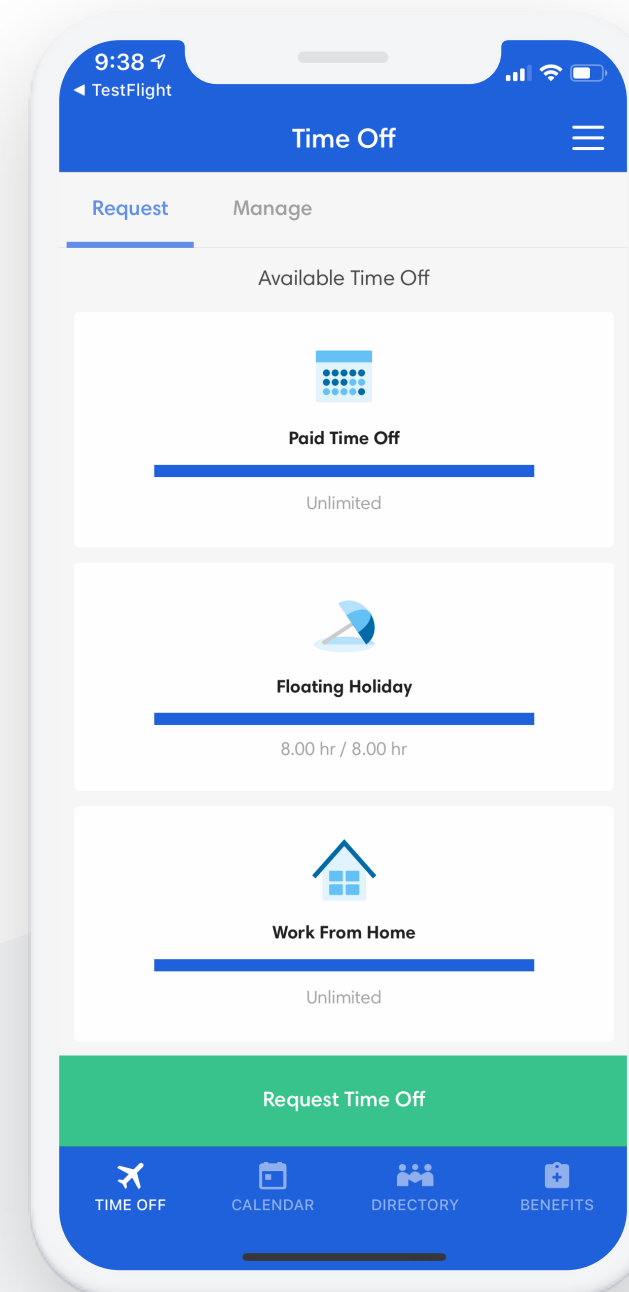 9:38
◀ TestFlight
Time Off
Request Manage
Available Time Off
Paid Time Off
Unlimited
Floating Holiday
8.00 hr / 8.00 hr
Work From Home
Unlimited
Request Time Off
TIME OFF CALENDAR DIRECTORY BENEFITS